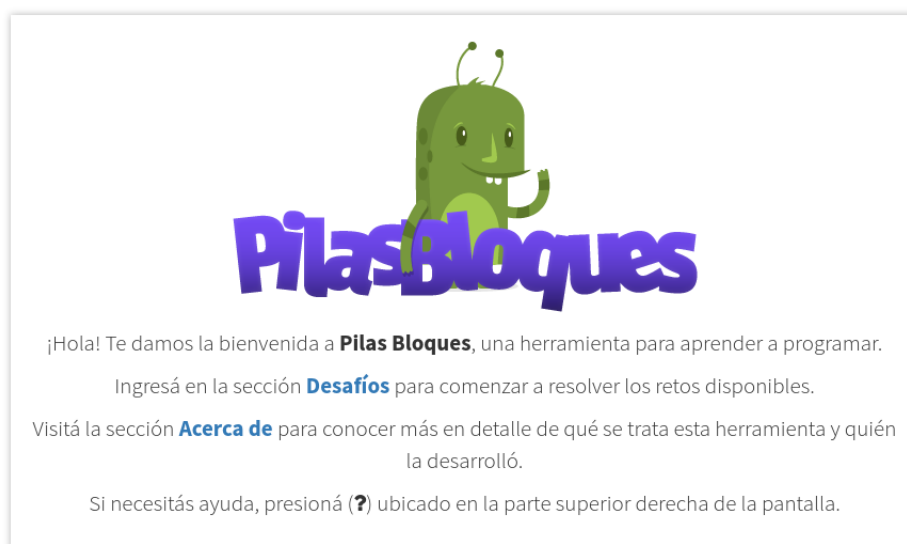 PilasBloques
¡Hola! Te damos la bienvenida a Pilas Bloques, una herramienta para aprender a programar.
Ingresá en la sección Desafíos para comenzar a resolver los retos disponibles.
Visitá la sección Acerca de para conocer más en detalle de qué se trata esta herramienta y quién
la desarrolló.
Si necesitás ayuda, presioná (?) ubicado en la parte superior derecha de la pantalla.